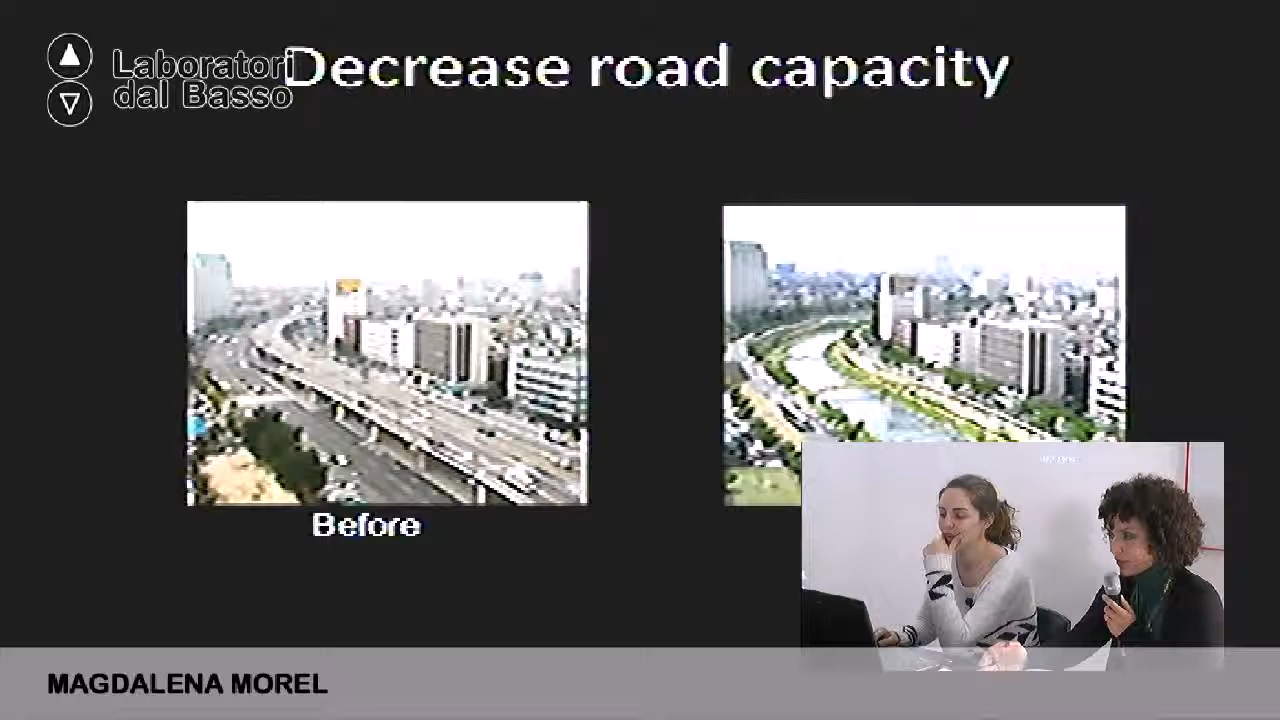 Laboratori
dal Basso
Decrease road capacity
Before
MAGDALENA MOREL